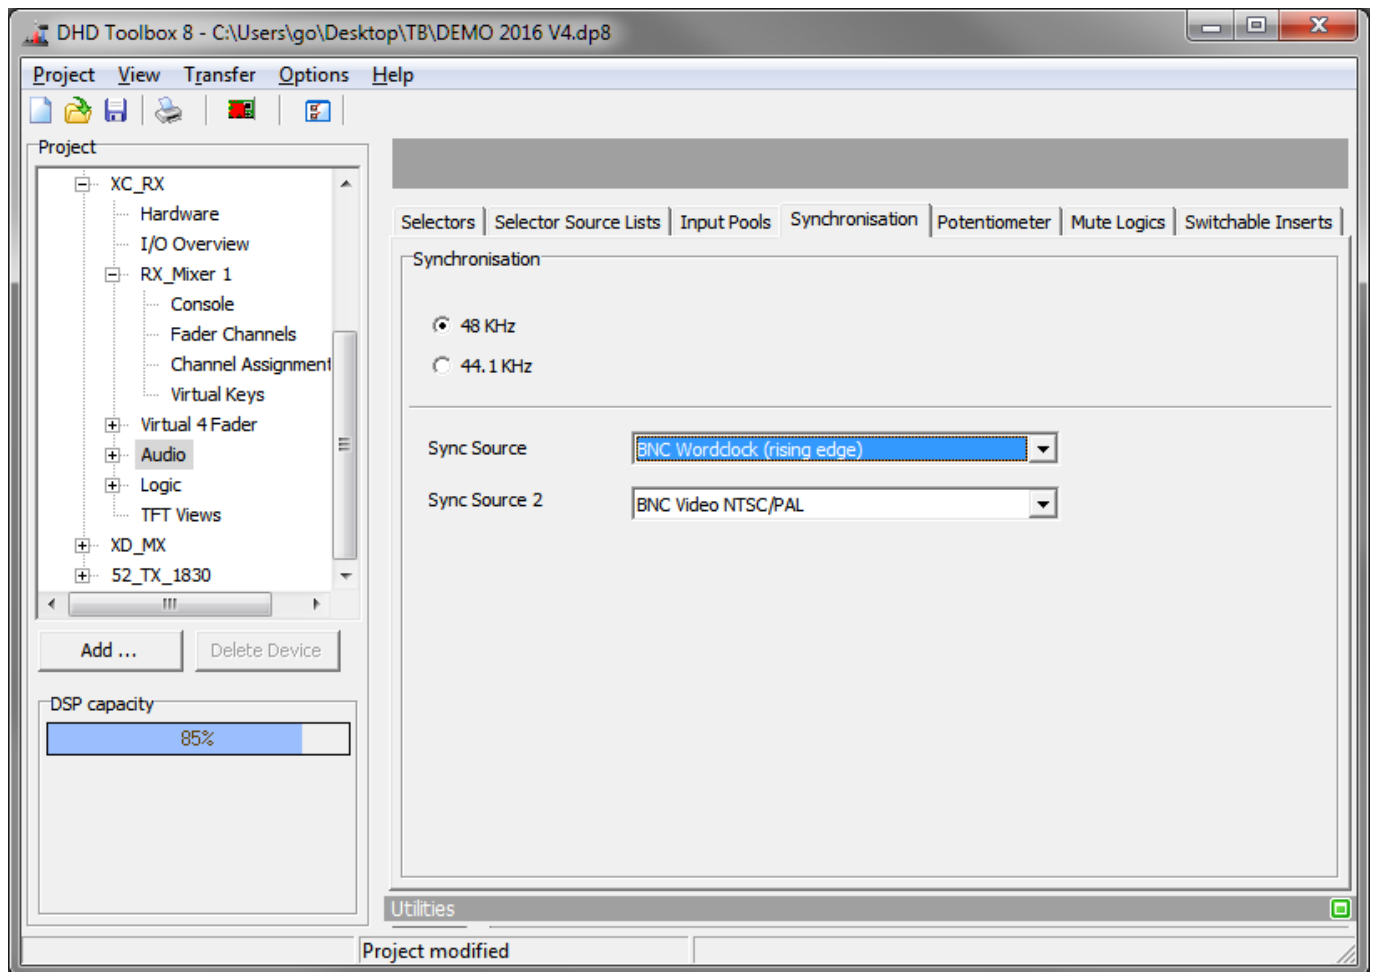 DHD Toolbox 8 - C:\Users\go\Desktop\TB\DEMO 2016 V4.dp8
Project View Transfer Options Help
Project
XC_RX
Hardware
I/O Overview
RX_Mixer 1
Console
Fader Channels
Channel Assignment
Virtual Keys
Virtual 4 Fader
Audio
Logic
TFT Views
XD_MX
52_TX_1830
Add ... Delete Device
DSP capacity
85%
Selectors Selector Source Lists Input Pools Synchronisation Potentiometer Mute Logics Switchable Inserts
Synchronisation
48 KHz
44.1 KHz
Sync Source BNC Wordclock (rising edge)
Sync Source 2 BNC Video NTSC/PAL
Utilities
Project modified